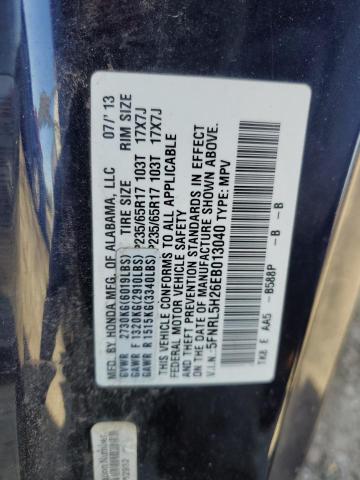 MFD. BY HONDA MFG. OF ALABAMA, LLC 07/'13
GVWR 2730KG(6019LBS) TIRE SIZE RIM SIZE
GAWR F 1320KG(2910LBS) P235/65R17 103T 17X7J
GAWR R 1515KG(3340LBS) P235/65R17 103T 17X7J
THIS VEHICLE CONFORMS TO ALL APPLICABLE
FEDERAL MOTOR VEHICLE SAFETY
AND THEFT PREVENTION STANDARDS IN EFFECT
ON THE DATE OF MANUFACTURE SHOWN ABOVE.
V.I.N.:5FNRL5H26EB013040 TYPE: MPV
TK8 E AA5 -B588P -B -B
sion Number